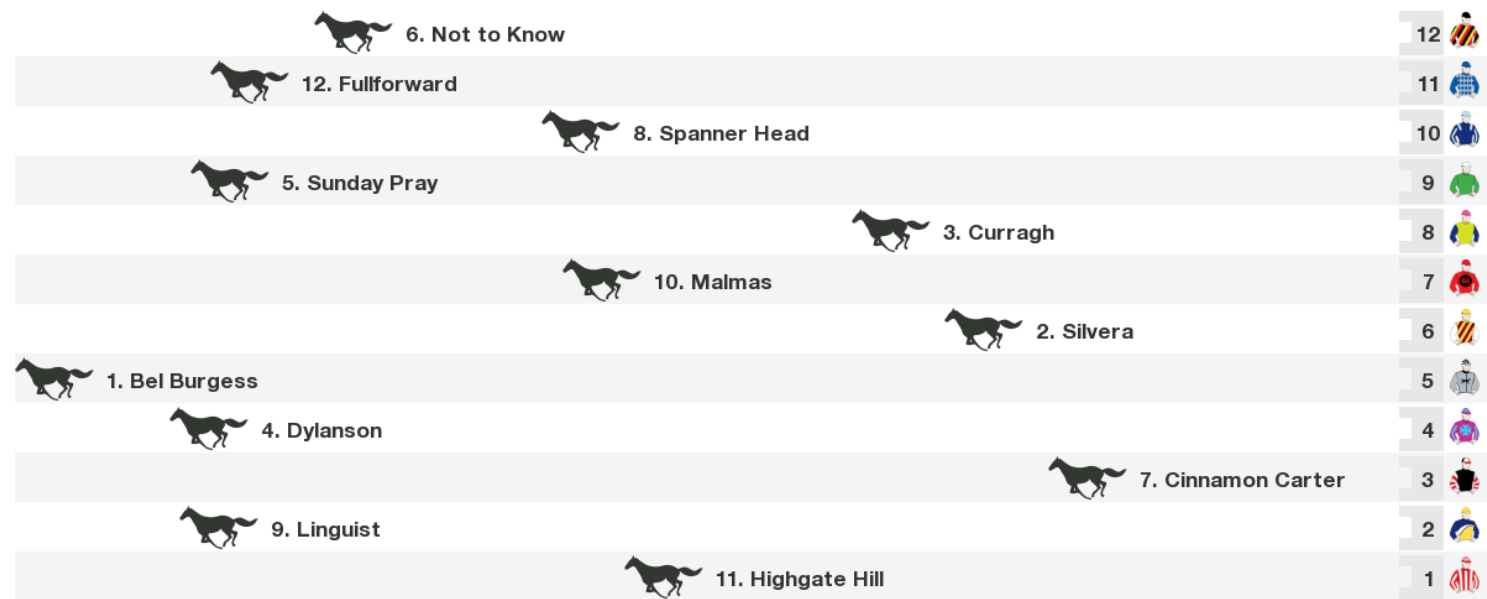 6. Not to Know 12
12. Fullforward 11
8. Spanner Head 10
5. Sunday Pray 9
3. Curragh 8
10. Malmas 7
2. Silvera 6
1. Bel Burgess 5
4. Dylanson 4
7. Cinnamon Carter 3
9. Linguist 2
11. Highgate Hill 1